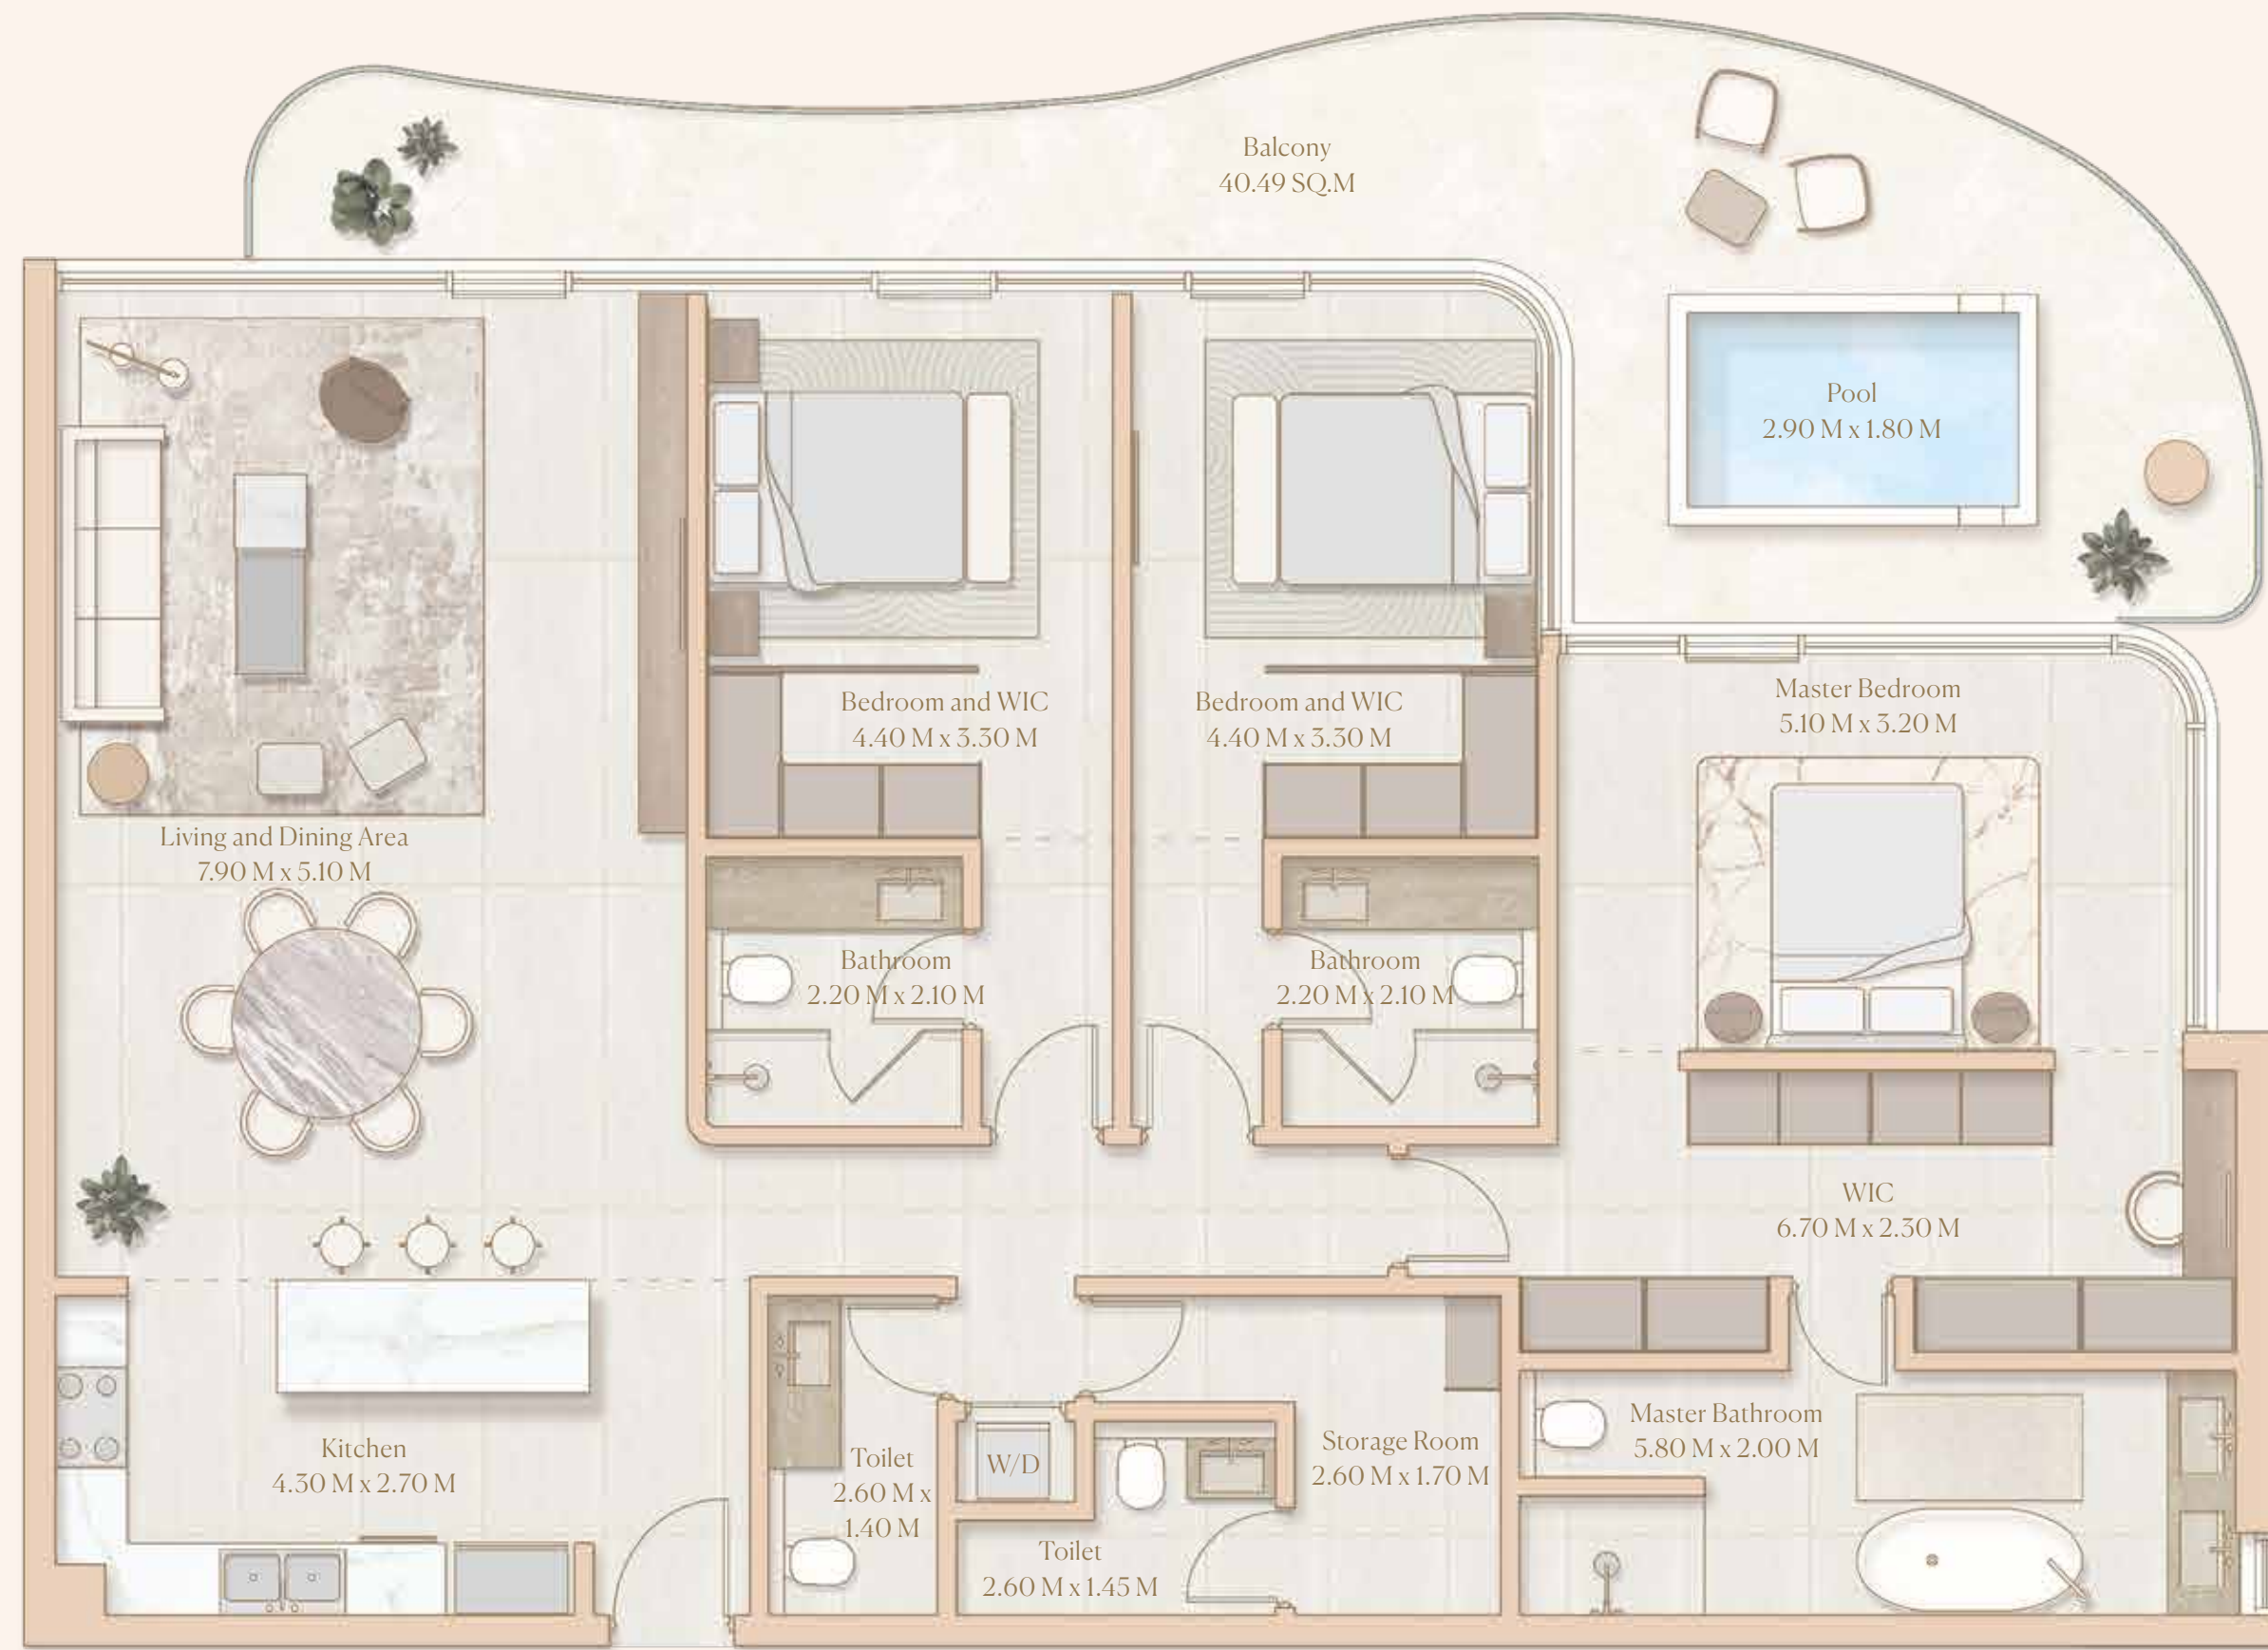 Balcony
40.49 SQ.M
Pool
2.90 M x 1.80 M
Bedroom and WIC
4.40 M x 3.30 M
Bedroom and WIC
4.40 M x 3.30 M
Master Bedroom
5.10 M x 3.20 M
Living and Dining Area
7.90 M x 5.10 M
Bathroom
2.20 M x 2.10 M
Bathroom
2.20 M x 2.10 M
WIC
6.70 M x 2.30 M
Kitchen
4.30 M x 2.70 M
Toilet
2.60 M x
1.40 M
W/D
Storage Room
2.60 M x 1.70 M
Master Bathroom
5.80 M x 2.00 M
Toilet
2.60 M x 1.45 M